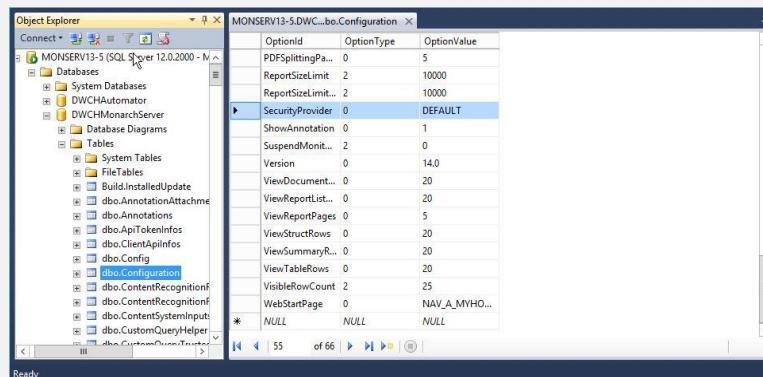 Object Explorer
Connect
MONSERV13-5 (SQL Server 12.0.2000 - M
Databases
System Databases
DWCHAutomator
DWCHMonarchServer
Database Diagrams
Tables
System Tables
FileTables
Build.InstalledUpdate
dbo.AnnotationAttachme
dbo.Annotations
dbo.ApiTokenInfos
dbo.ClientApiInfos
dbo.Config
dbo.Configuration
dbo.ContentRecognitionF
dbo.ContentRecognitionF
dbo.ContentSystemInputs
dbo.CustomQueryHelper
dbo.CustomQueryTrustee
MONSERV13-5.DWC...bo.Configuration
OptionId OptionType OptionValue
PDFSplittingPa... 0 5
ReportSizeLimit 2 10000
ReportSizeLimit... 2 10000
SecurityProvider 0 DEFAULT
ShowAnnotation 0 1
SuspendMonit... 2 0
Version 0 14.0
ViewDocument... 0 20
ViewReportList... 0 20
ViewReportPages 0 5
ViewStructRows 0 20
ViewSummaryR... 0 20
ViewTableRows 0 20
VisibleRowCount 2 25
WebStartPage 0 NAV_A_MYHO...
NULL NULL NULL
55 of 66
Ready